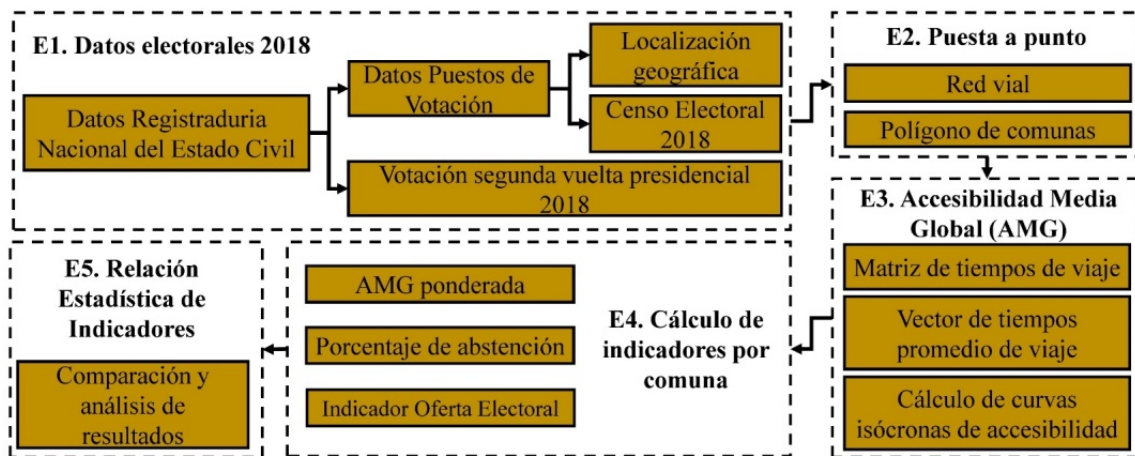 E1. Datos electorales 2018
Datos Registraduria
Nacional del Estado Civil
Datos Puestos de
Votación
Localización
geográfica
Censo Electoral
2018
Votación segunda vuelta presidencial
2018
E2. Puesta a punto
Red vial
Polígono de comunas
E3. Accesibilidad Media
Global (AMG)
Matriz de tiempos de viaje
Vector de tiempos
promedio de viaje
Cálculo de curvas
isócronas de accesibilidad
E4. Cálculo de
indicadores por
comuna
AMG ponderada
Porcentaje de abstención
Indicador Oferta Electoral
E5. Relación
Estadística de
Indicadores
Comparación y
análisis de
resultados